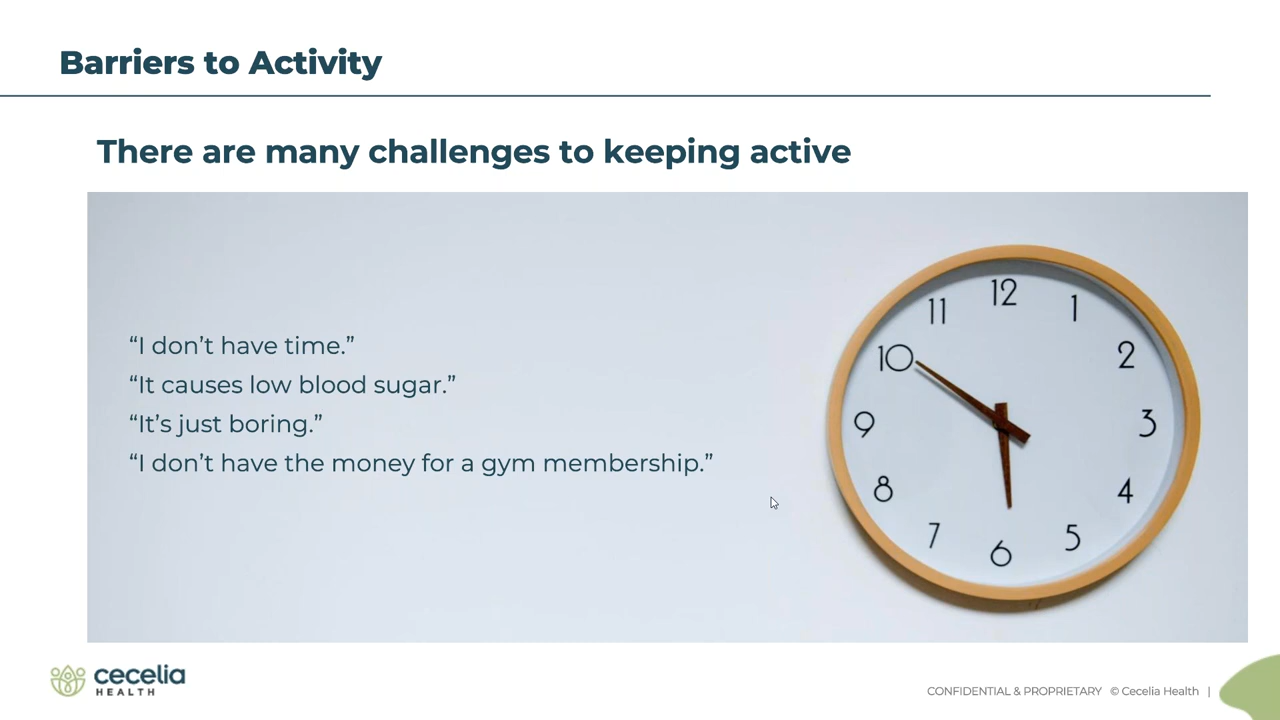 Barriers to Activity
There are many challenges to keeping active
“I don’t have time.”
“It causes low blood sugar.”
“It’s just boring.”
“I don’t have the money for a gym membership.”
12
11
1
10
2
9
3
8
4
7
5
6
cecelia
HEALTH
CONFIDENTIAL & PROPRIETARY © Cecelia Health |